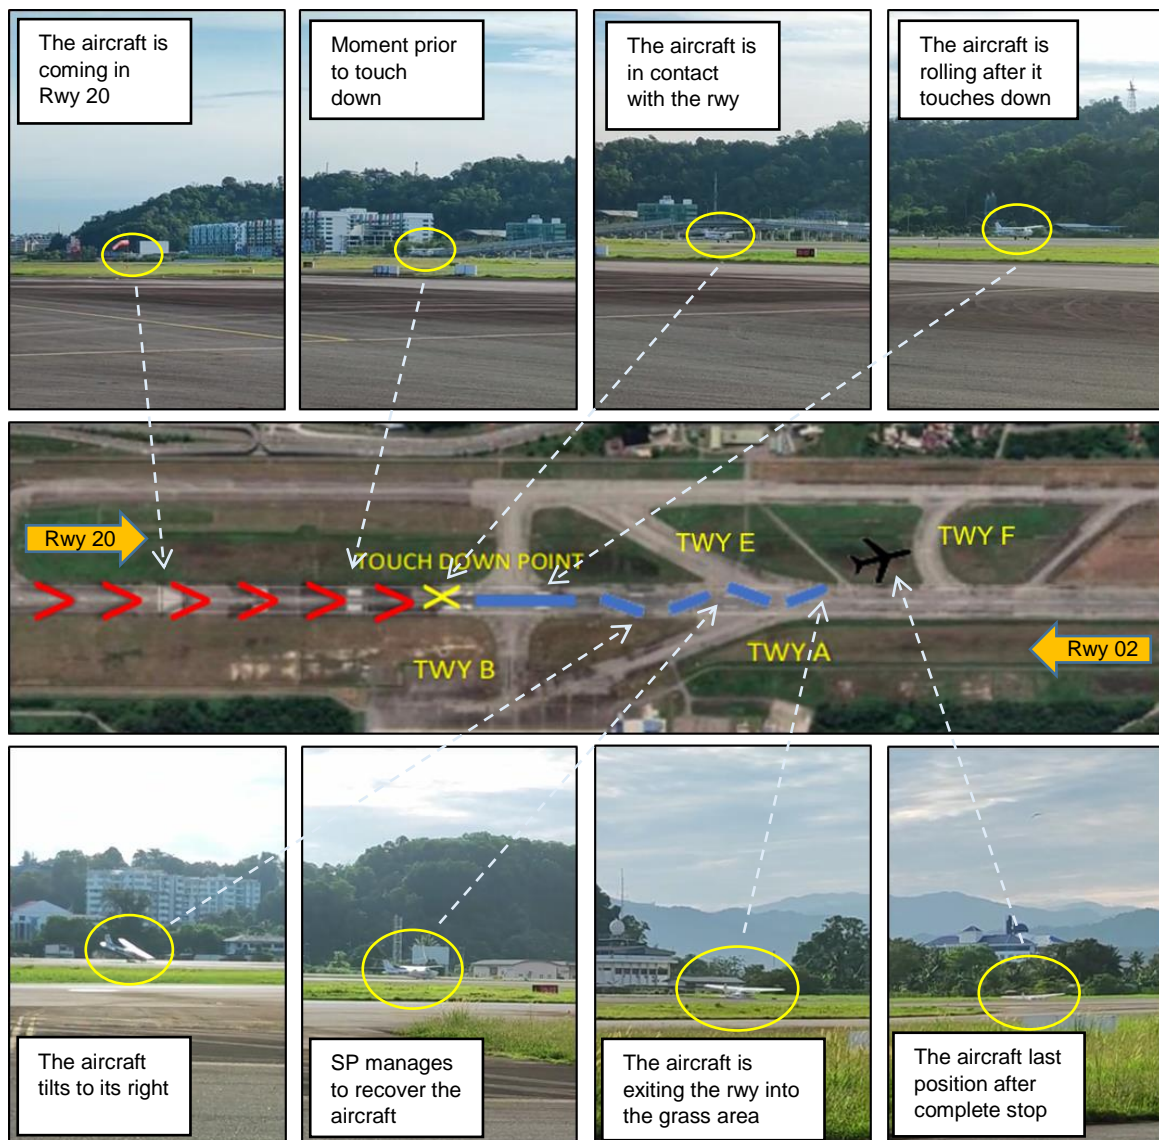 The aircraft is
coming in
Rwy 20
Moment prior
to touch
down
The aircraft is
in contact
with the rwy
The aircraft is
rolling after it
touches down
Rwy 20
TOUCH DOWN POINT
TWY E
TWY F
TWY B
TWY A
Rwy 02
The aircraft
tilts to its right
SP manages
to recover the
aircraft
The aircraft is
exiting the rwy into
the grass area
The aircraft last
position after
complete stop